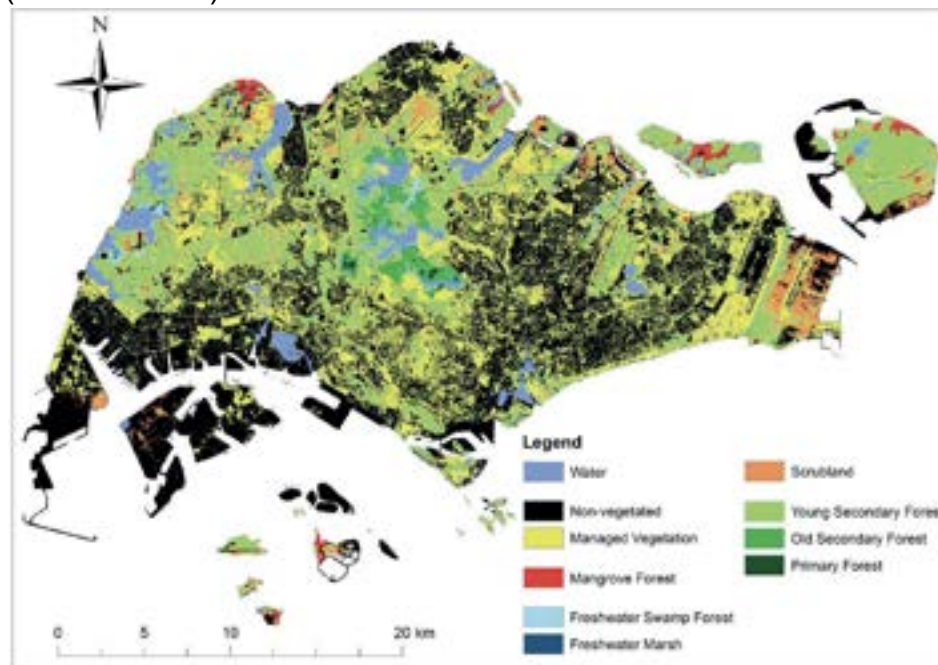 N
Legend
Water
Non-vegetated
Managed Vegetation
Mangrove Forest
Freshwater Swamp Forest
Freshwater Marsh
Scrubland
Young Secondary Fores
Old Secondary Forest
Primary Forest
0 5 10 20 km